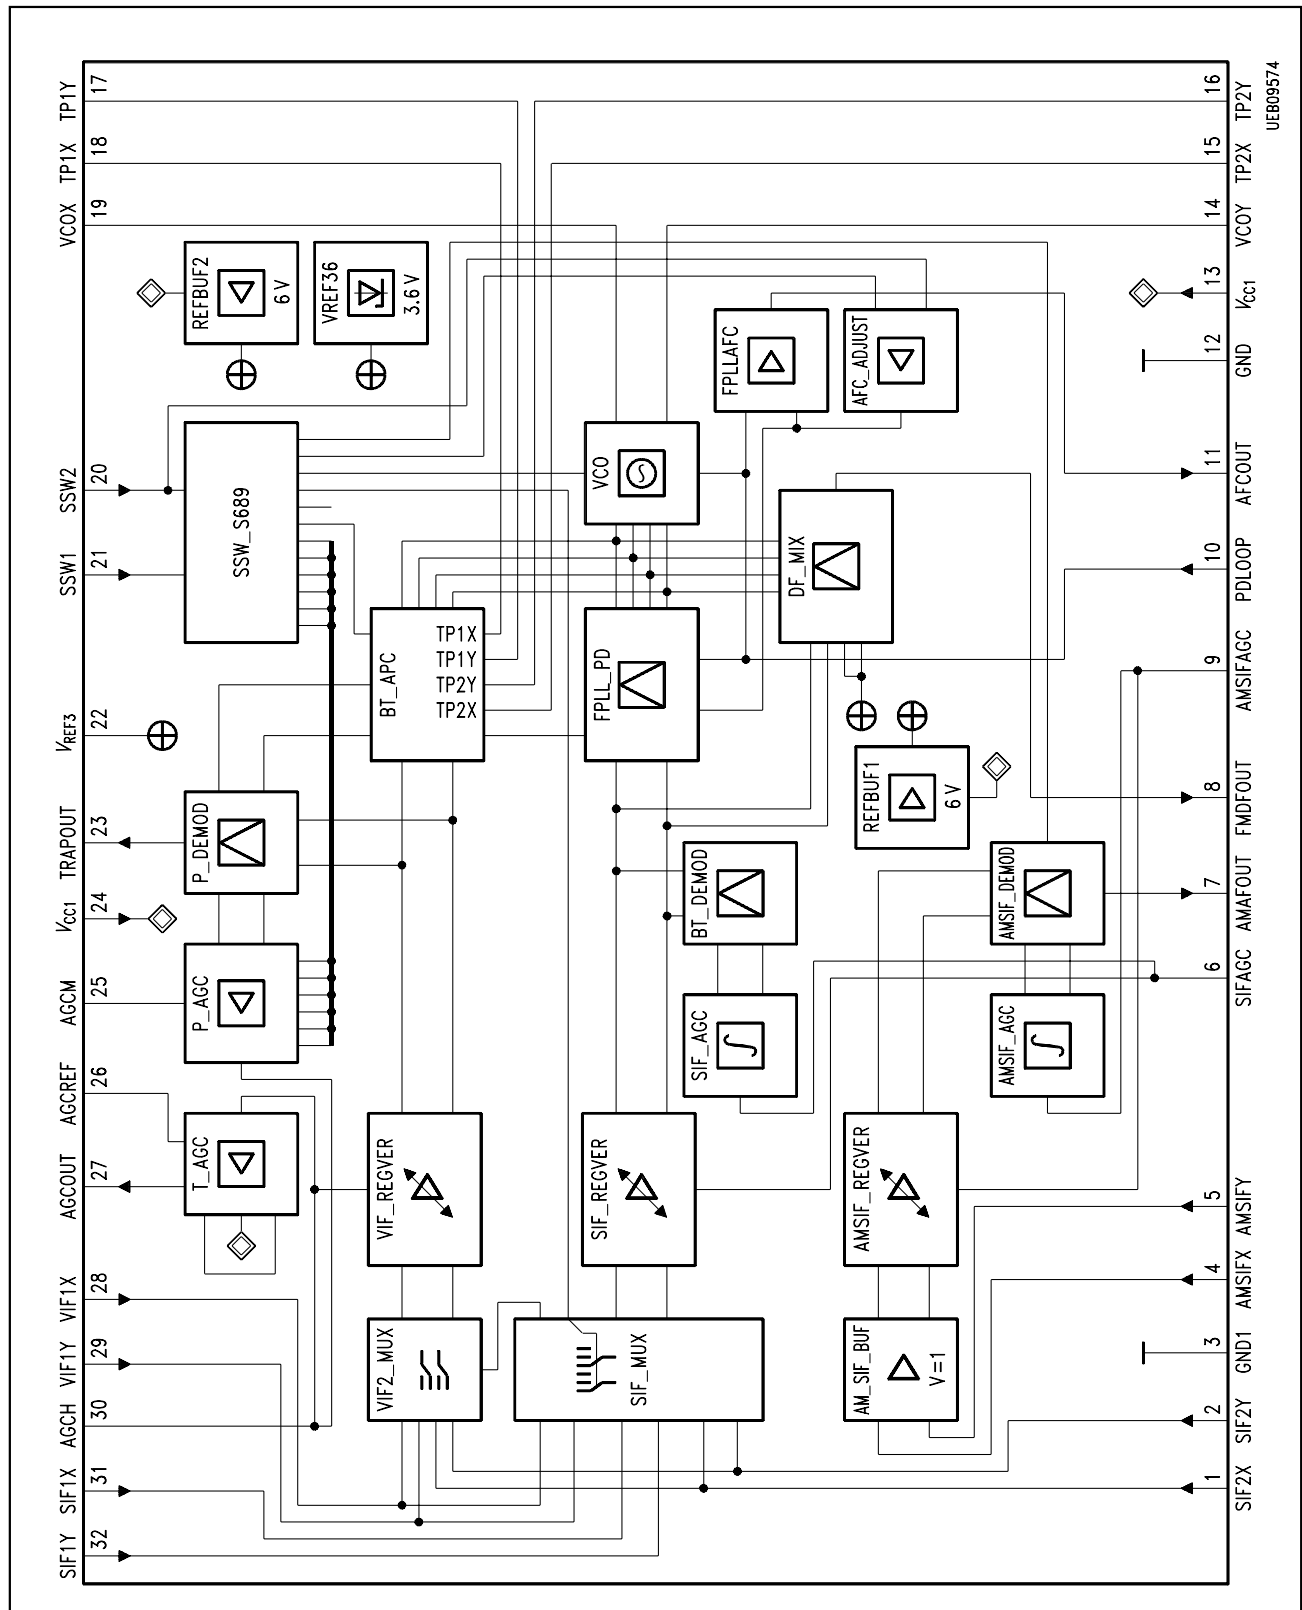 17 TP1Y
18 TP1X
19 VCOX
20 SSW2
21 SSW1
22 VREF3
23 TRAPOUT
24 VCC1
25 AGCM
26 AGCREF
27 AGCOUT
28 VIF1X
29 VIF1Y
30 AGCH
31 SIF1X
32 SIF1Y
16 TP2Y
15 TP2X
14 VCOY
13 VCC1
12 GND
11 AFCOUT
10 PDLOOP
9 AMSIFAGC
8 FMDFOUT
7 AMAFOUT
6 SIFAGC
5 AMSIFY
4 AMSIFX
3 GND1
2 SIF2Y
1 SIF2X
REFBUF2
6 V
VREF36
3.6 V
SSW_S689
FPLLAFC
AFC_ADJUST
VCO
DF_MIX
BT_APC
TP1X
TP1Y
TP2Y
TP2X
FPLL_PD
REFBUF1
6 V
P_DEMOD
BT_DEMOD
AMSIF_DEMOD
P_AGC
SIF_AGC
AMSIF_AGC
T_AGC
VIF_REGVER
SIF_REGVER
AMSIF_REGVER
VIF2_MUX
SIF_MUX
AM_SIF_BUF
V=1
UEB09574